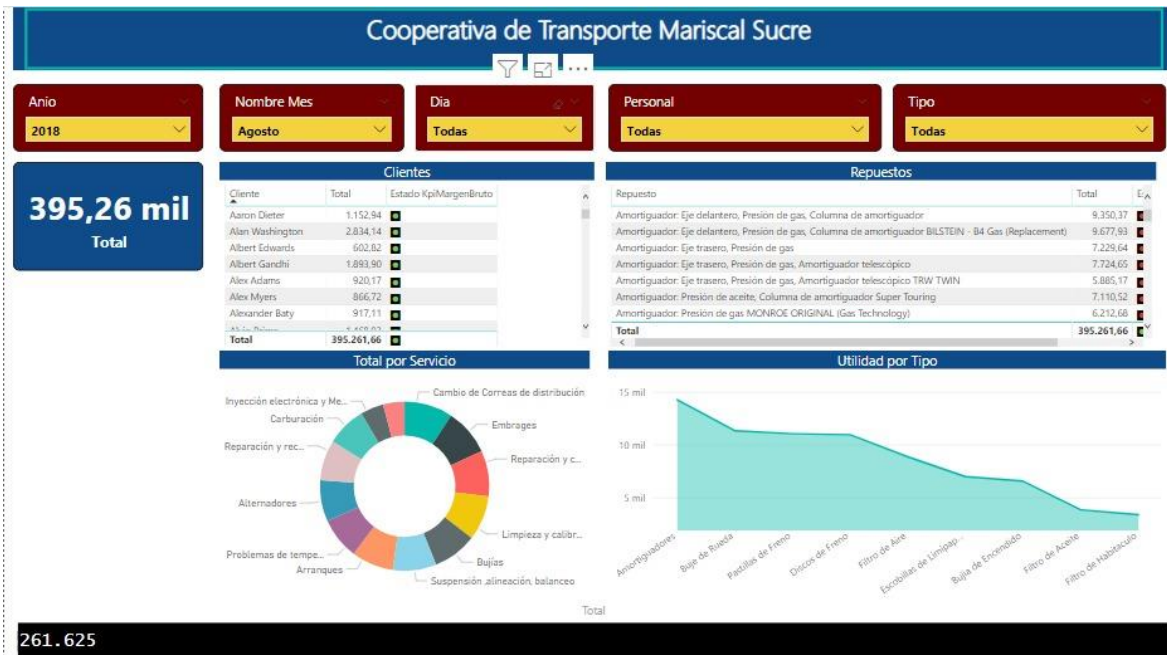 Cooperativa de Transporte Mariscal Sucre
Anio
2018
Nombre Mes
Agosto
Dia
Todas
Personal
Todas
Tipo
Todas
395,26 mil
Total
Clientes
Cliente Total Estado KpiMargenBruto
Aaron Dieter 1.152,94
Alan Washington 2.834,14
Albert Edwards 602,82
Albert Gandhi 1.893,90
Alex Adams 920,17
Alex Myers 866,72
Alexander Baty 917,11
Total 395.261,66
Repuestos
Repuesto Total
Amortiguador: Eje delantero, Presión de gas, Columna de amortiguador 9.350,37
Amortiguador: Eje delantero, Presión de gas, Columna de amortiguador BILSTEIN - B4 Gas (Replacement) 9.677,93
Amortiguador: Eje trasero, Presión de gas 7.229,64
Amortiguador: Eje trasero, Presión de gas, Amortiguador telescópico 7.724,65
Amortiguador: Eje trasero, Presión de gas, Amortiguador telescópico TRW TWIN 5.885,17
Amortiguador: Presión de aceite, Columna de amortiguador Super Touring 7.110,52
Amortiguador: Presión de gas MONROE ORIGINAL (Gas Technology) 6.212,68
Total 395.261,66
Total por Servicio
Cambio de Correas de distribución
Embrages
Reparación y c...
Limpieza y calibr...
Bujías
Suspensión ,alineación, balanceo
Arranques
Problemas de tempe...
Alternadores
Reparación y rec...
Carburación
Inyección electrónica y Me...
Utilidad por Tipo
15 mil
10 mil
5 mil
Amortiguadores
Buje de Rueda
Pastillas de Freno
Discos de Freno
Filtro de Aire
Escobillas de Limipap...
Bujia de Encendido
Filtro de Aceite
Filtro de Habitaculo
Total
261.625